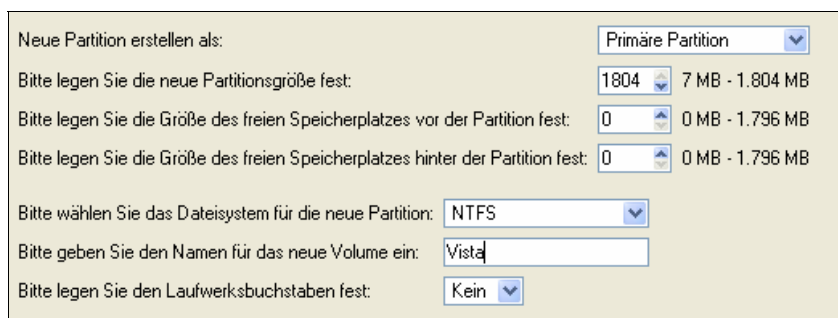 Neue Partition erstellen als: Primäre Partition
Bitte legen Sie die neue Partitionsgröße fest: 1804 7 MB - 1.804 MB
Bitte legen Sie die Größe des freien Speicherplatzes vor der Partition fest: 0 0 MB - 1.796 MB
Bitte legen Sie die Größe des freien Speicherplatzes hinter der Partition fest: 0 0 MB - 1.796 MB
Bitte wählen Sie das Dateisystem für die neue Partition: NTFS
Bitte geben Sie den Namen für das neue Volume ein: Vista
Bitte legen Sie den Laufwerksbuchstaben fest: Kein